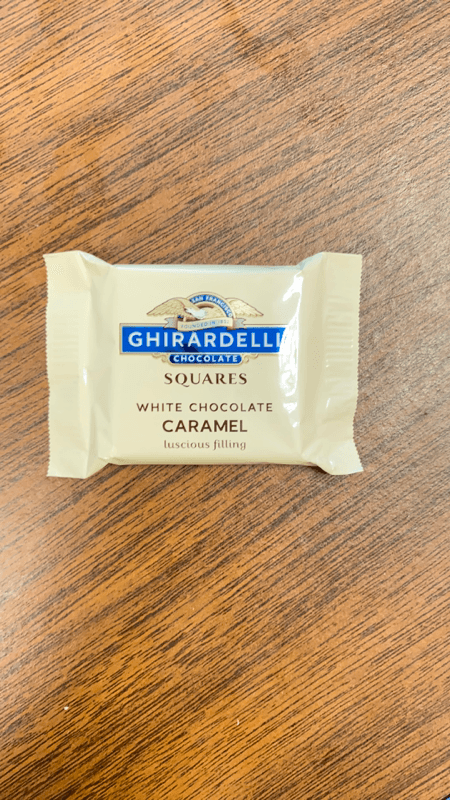 SAN FRANCISCO
FOUNDED IN 1852
GHIRARDELLI
CHOCOLATE
SQUARES
WHITE CHOCOLATE
CARAMEL
luscious filling